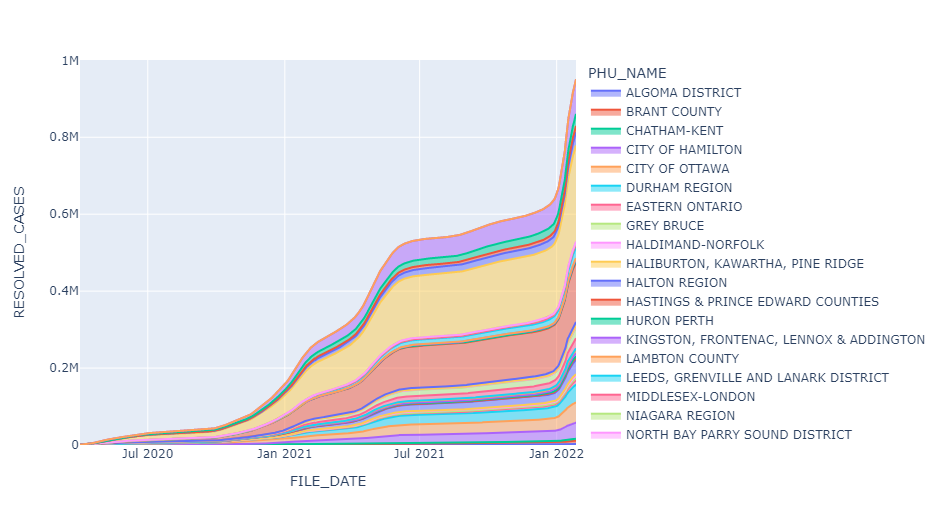 1M
0.8M
0.6M
0.4M
0.2M
0
RESOLVED_CASES
Jul 2020
Jan 2021
Jul 2021
Jan 2022
FILE_DATE
PHU_NAME
ALGOMA DISTRICT
BRANT COUNTY
CHATHAM-KENT
CITY OF HAMILTON
CITY OF OTTAWA
DURHAM REGION
EASTERN ONTARIO
GREY BRUCE
HALDIMAND-NORFOLK
HALIBURTON, KAWARTHA, PINE RIDGE
HALTON REGION
HASTINGS & PRINCE EDWARD COUNTIES
HURON PERTH
KINGSTON, FRONTENAC, LENNOX & ADDINGTON
LAMBTON COUNTY
LEEDS, GRENVILLE AND LANARK DISTRICT
MIDDLESEX-LONDON
NIAGARA REGION
NORTH BAY PARRY SOUND DISTRICT